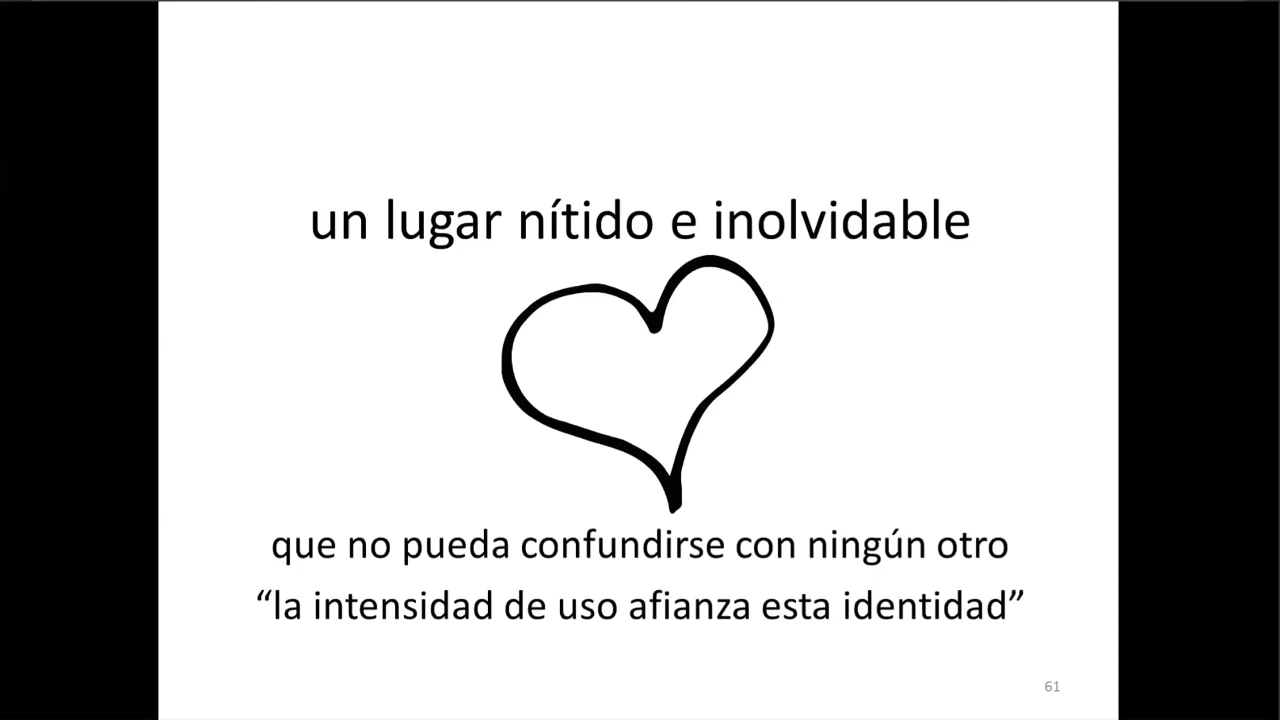 un lugar nítido e inolvidable
que no pueda confundirse con ningún otro
“la intensidad de uso afianza esta identidad”
61